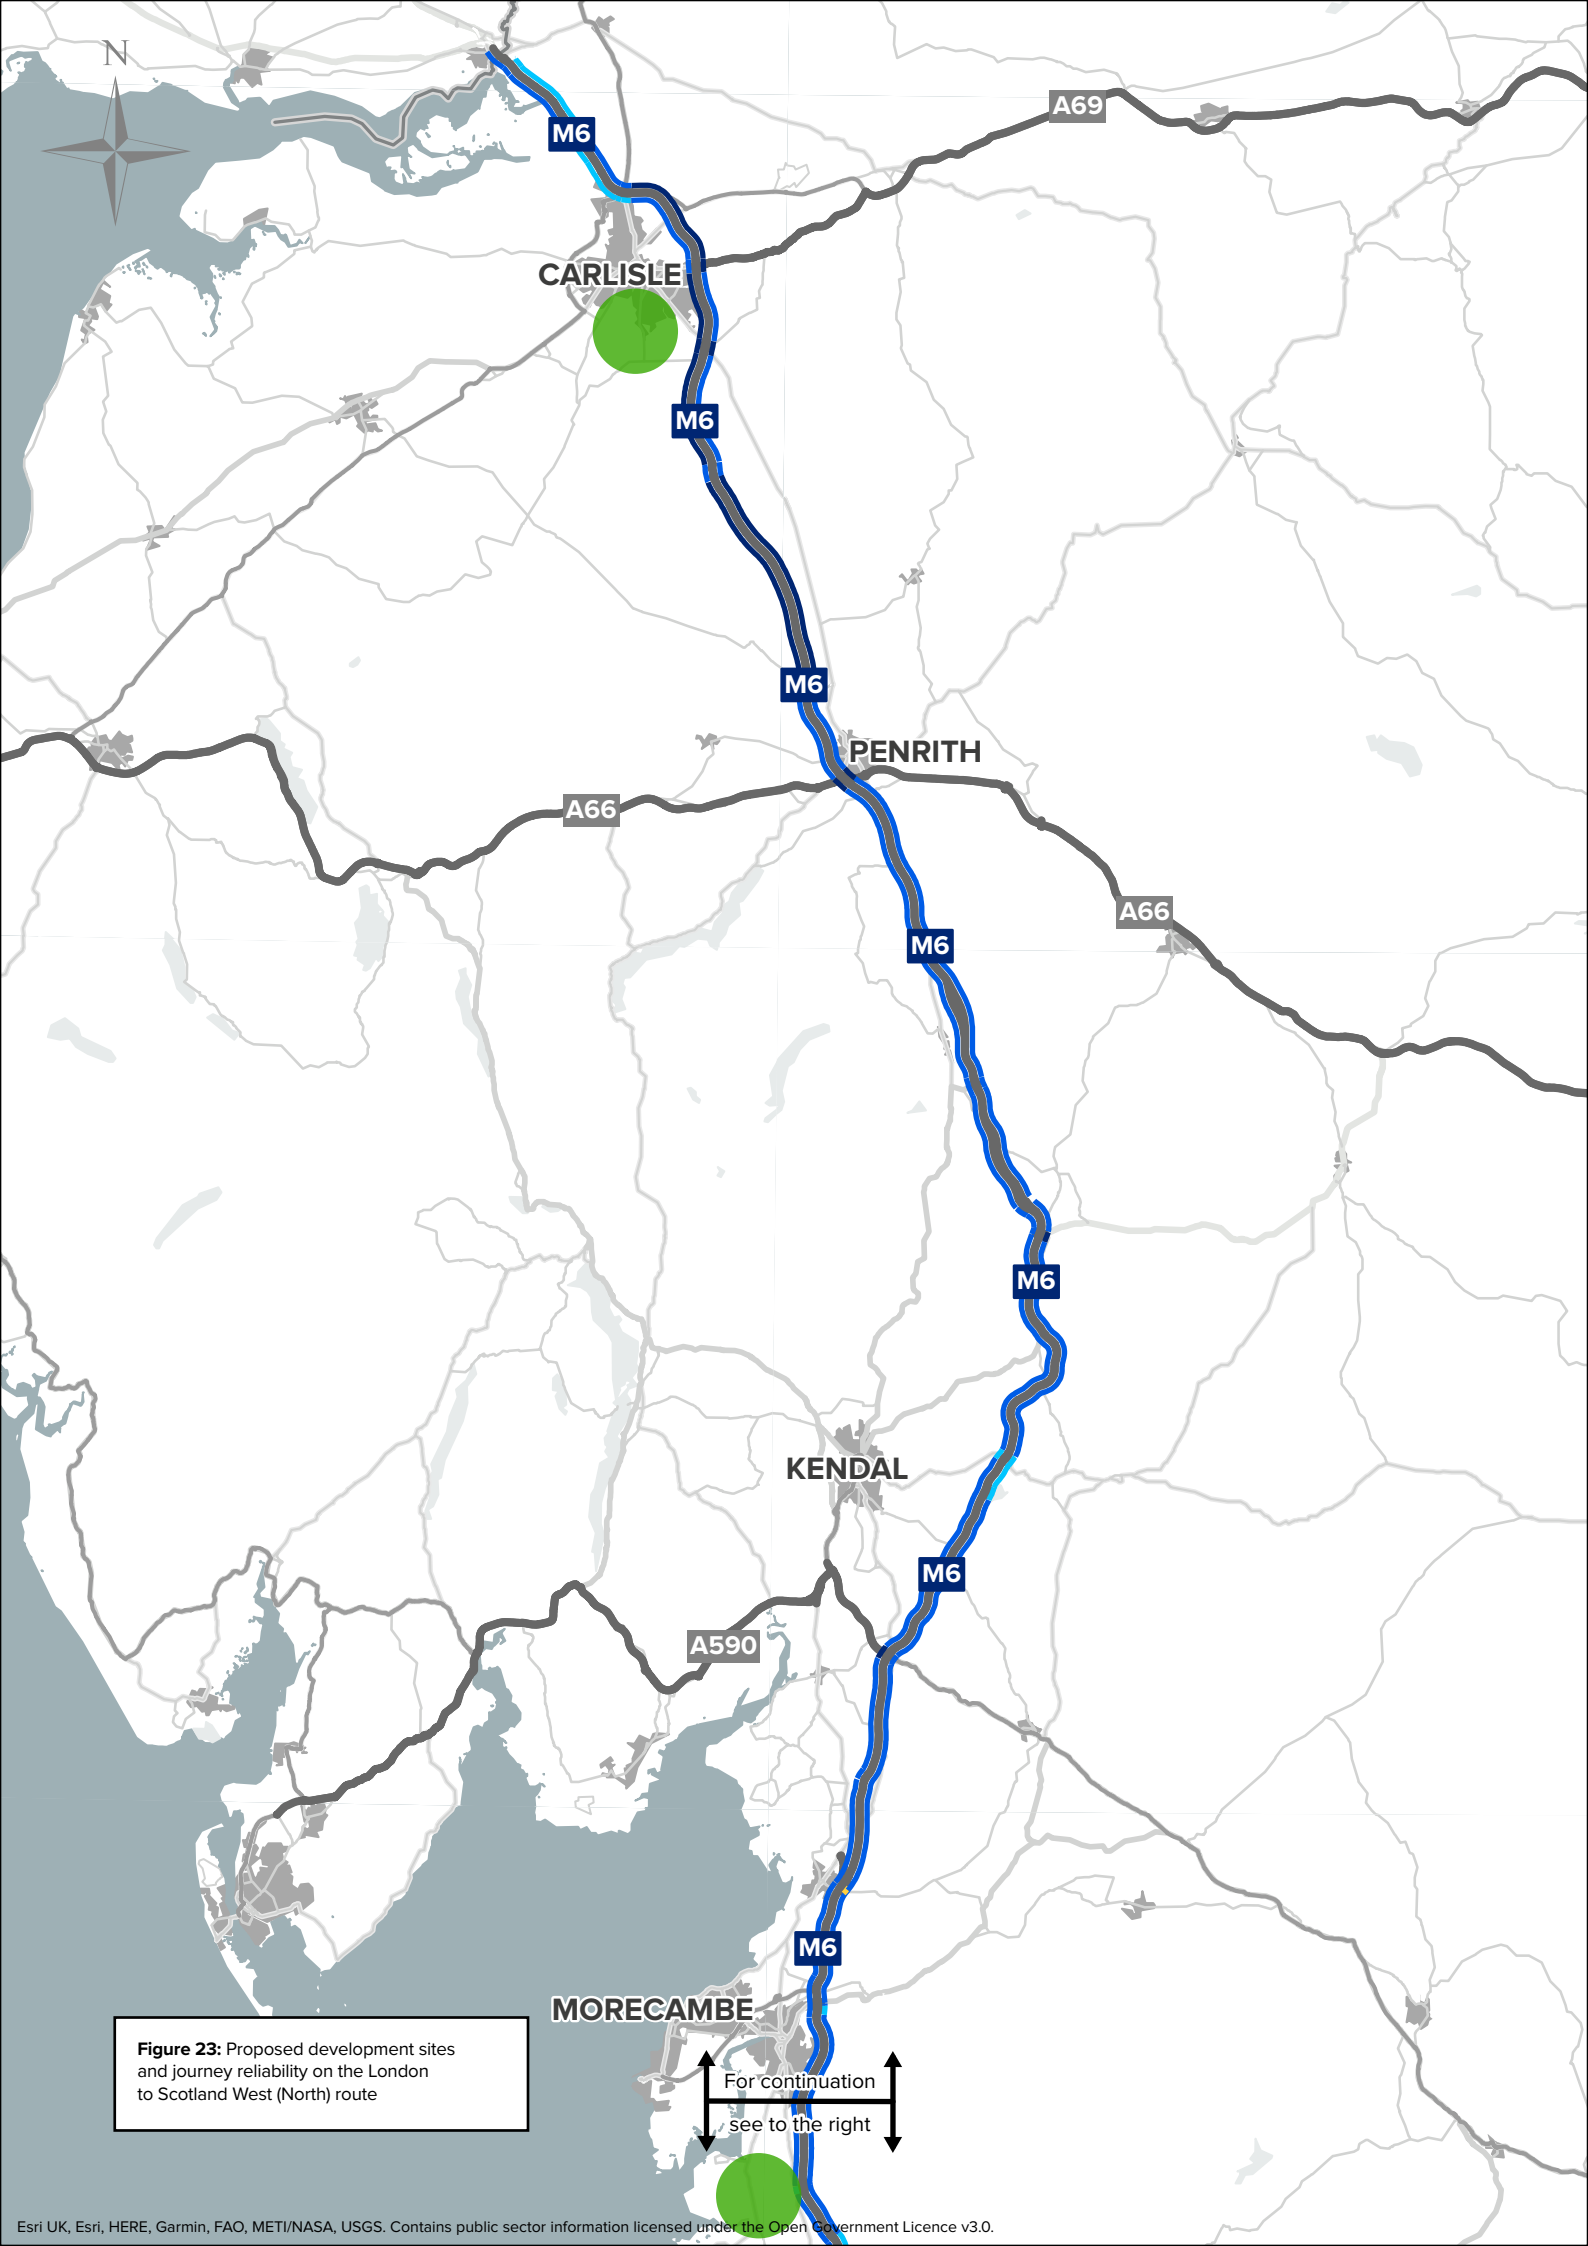 N
A69
M6
CARLISLE
M6
M6
PENRITH
A66
A66
M6
M6
KENDAL
M6
A590
M6
MORECAMBE
Figure 23: Proposed development sites
and journey reliability on the London
to Scotland West (North) route
For continuation
see to the right
Esri UK, Esri, HERE, Garmin, FAO, METI/NASA, USGS. Contains public sector information licensed under the Open Government Licence v3.0.